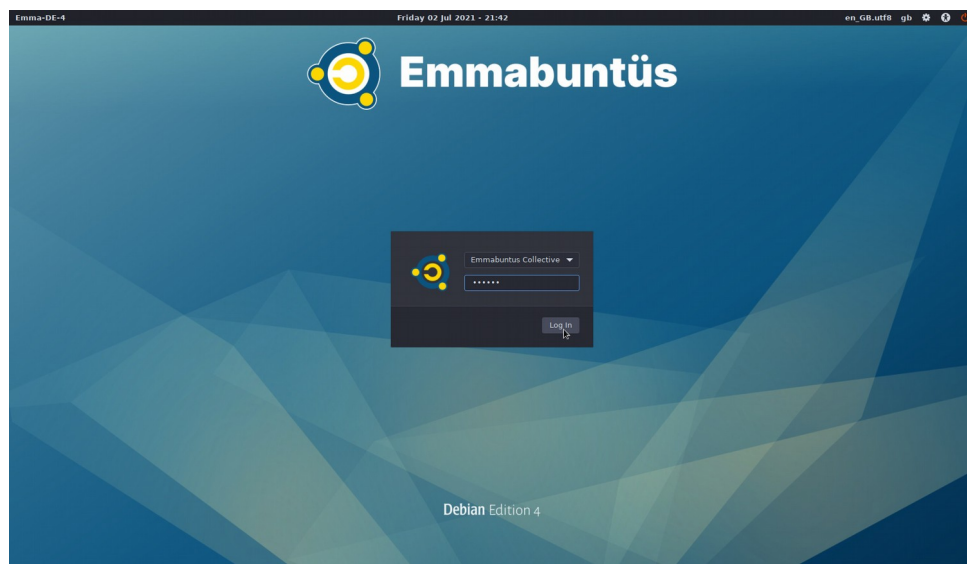 Emma-DE-4 Friday 02 Jul 2021 - 21:42 en_GB.utf8 gb
Emmabuntüs
Emmabuntus Collective
••••••
Log In
Debian Edition 4